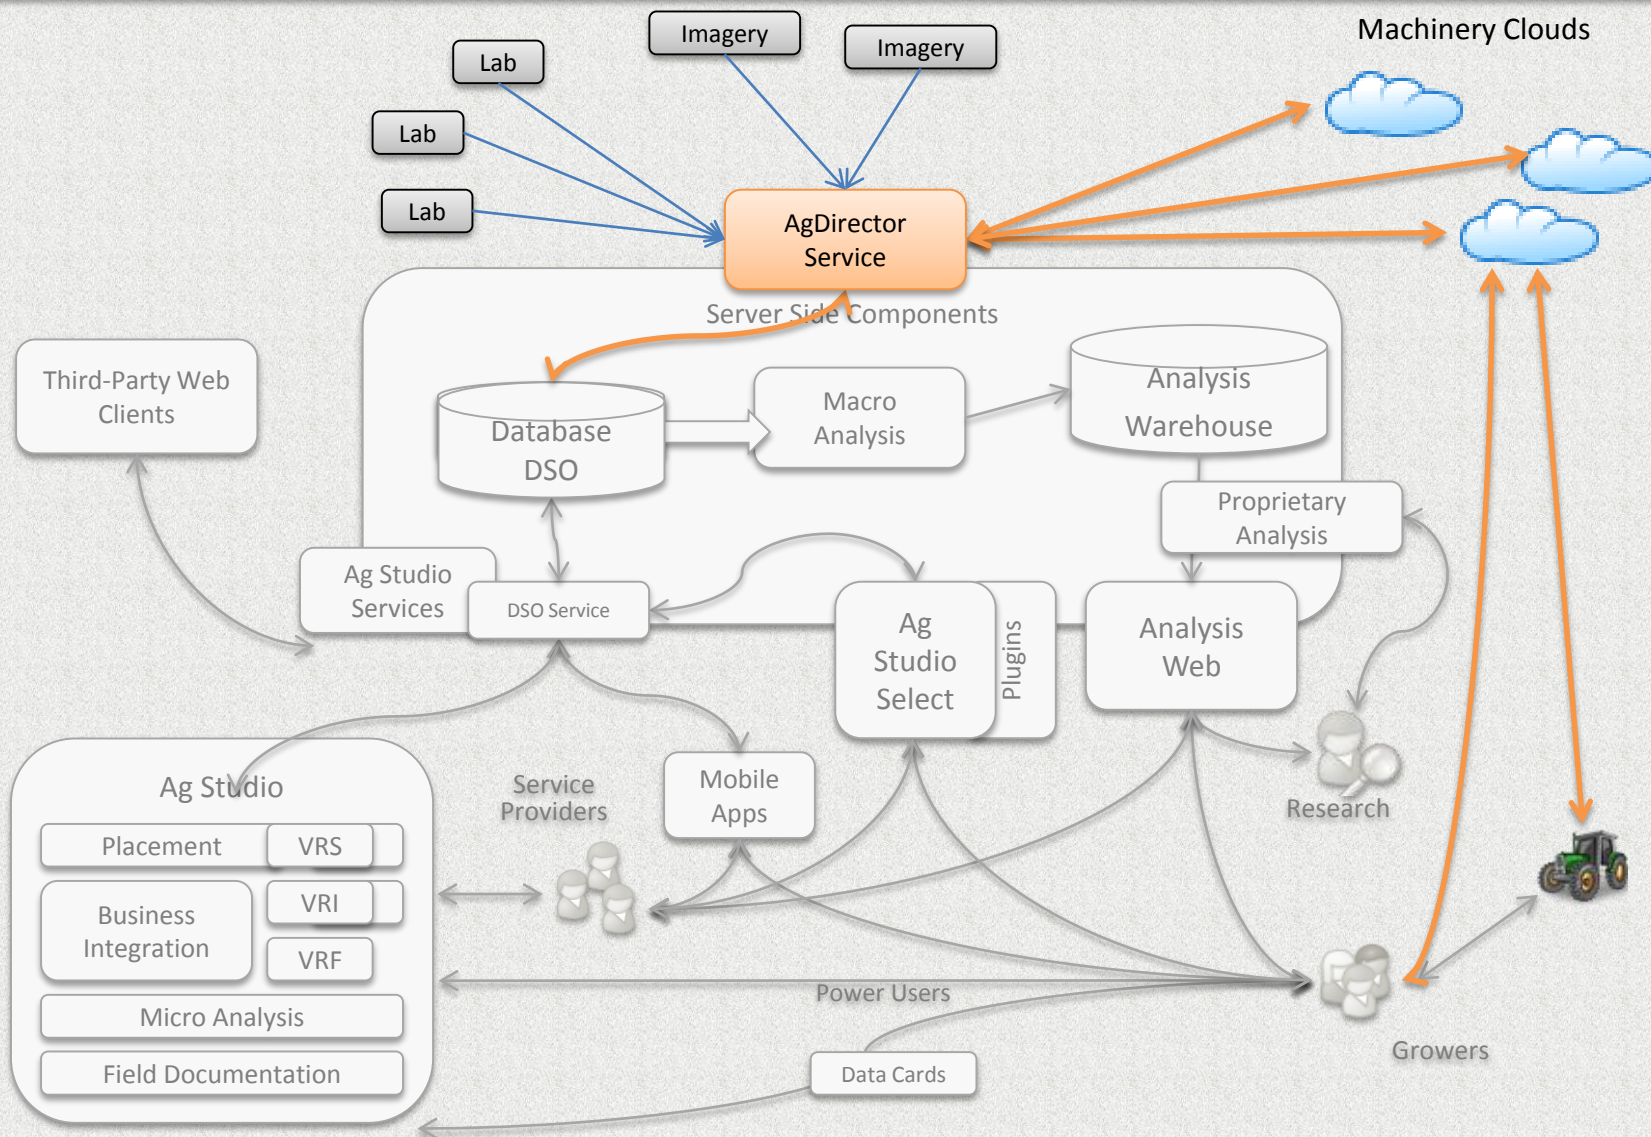 Machinery Clouds
Imagery
Imagery
Lab
Lab
Lab
AgDirector
Service
Server Side Components
Third-Party Web
Clients
Database
DSO
Macro
Analysis
Analysis
Warehouse
Proprietary
Analysis
Ag Studio
Services
DSO Service
Ag
Studio
Select
Plugins
Analysis
Web
Ag Studio
Service
Providers
Mobile
Apps
Research
Placement
VRS
Business
Integration
VRI
VRF
Micro Analysis
Field Documentation
Power Users
Growers
Data Cards